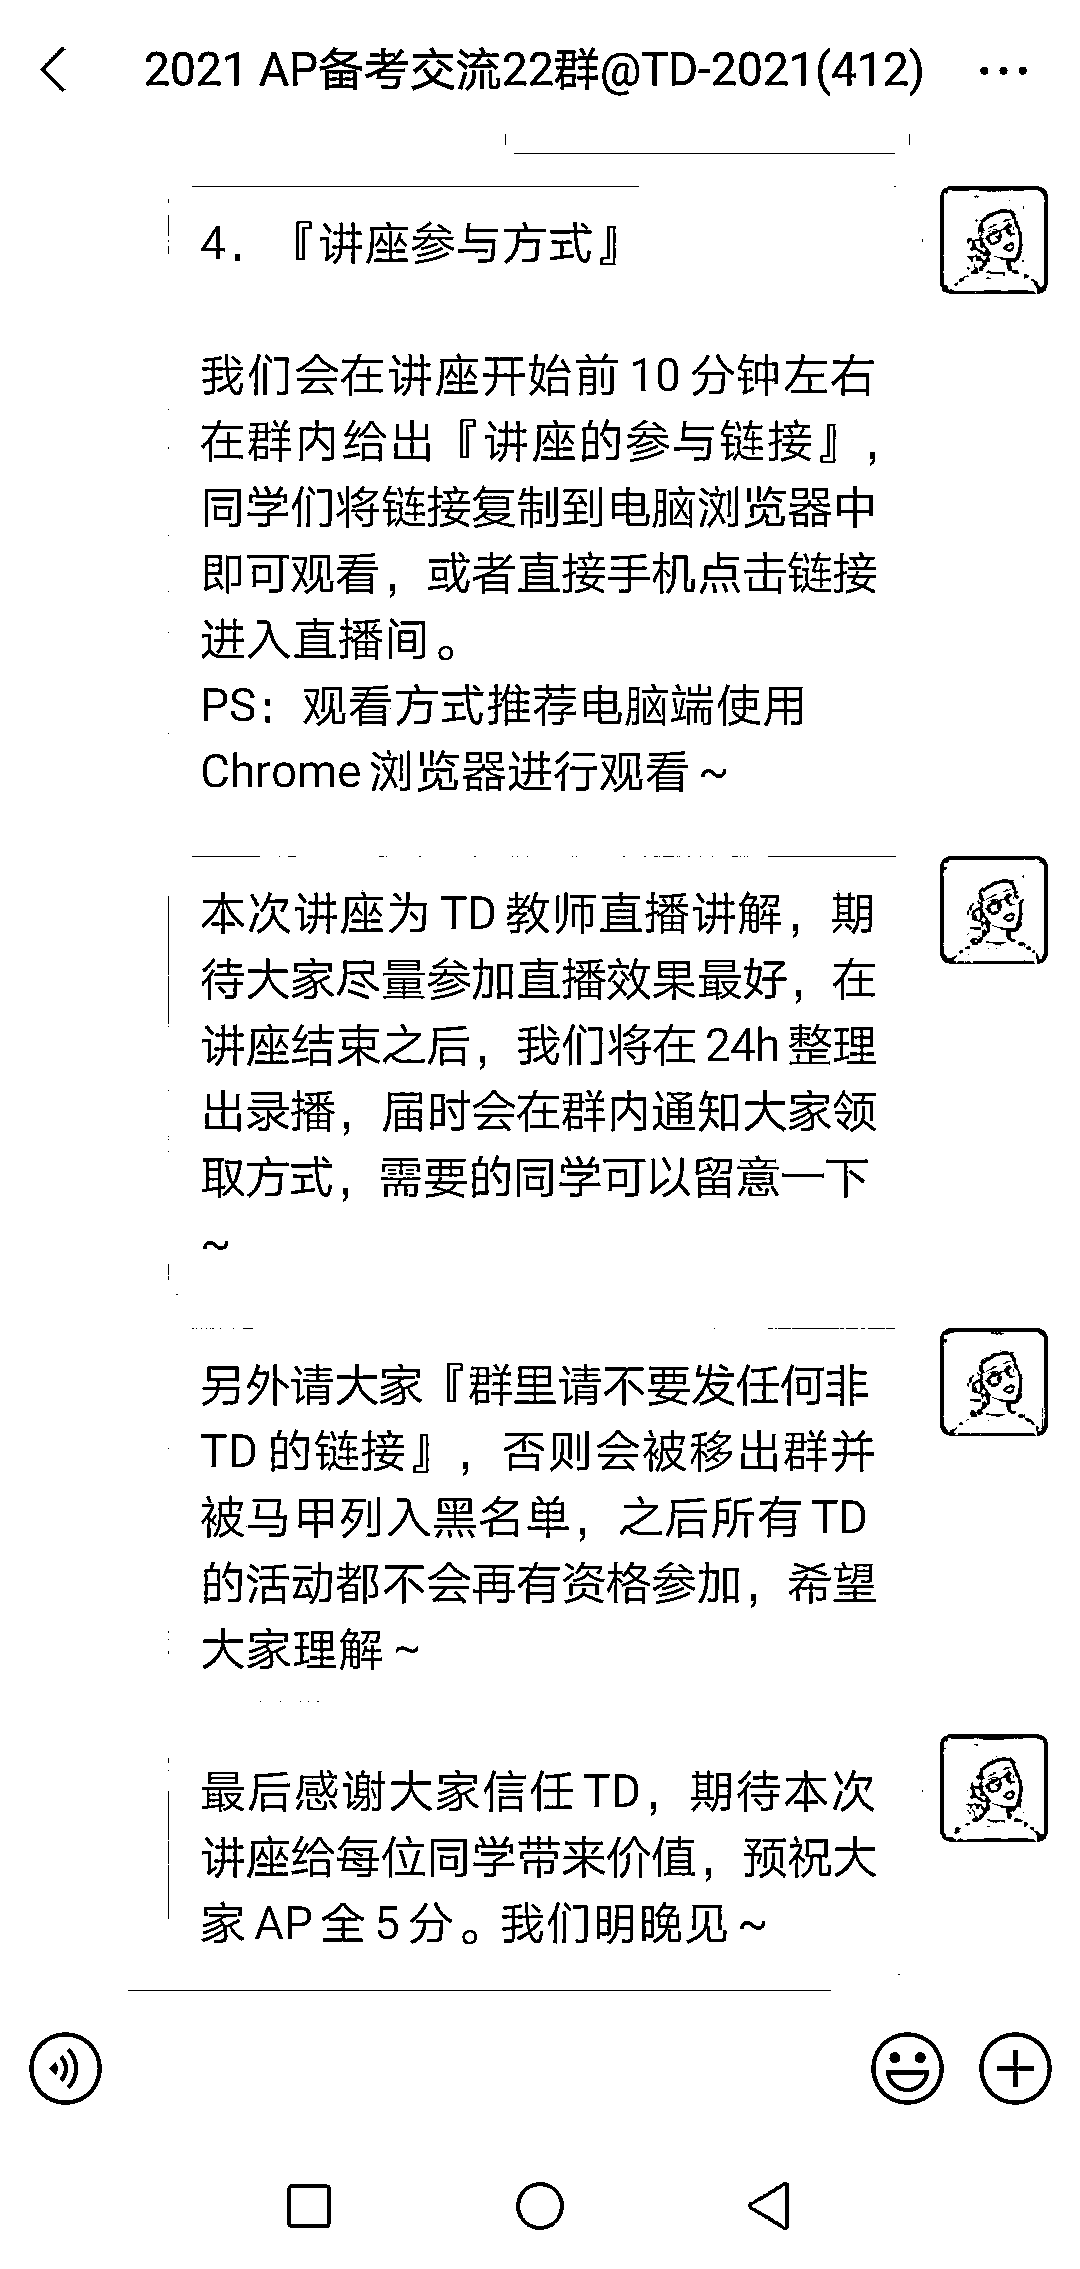 2021 AP备考交流22群@TD-2021(412)
4. 『讲座参与方式』
我们会在讲座开始前 10 分钟左右
在群内给出『讲座的参与链接』，
同学们将链接复制到电脑浏览器中
即可观看，或者直接手机点击链接
进入直播间。
PS：观看方式推荐电脑端使用
Chrome 浏览器进行观看～
本次讲座为 TD 教师直播讲解，期
待大家尽量参加直播效果最好，在
讲座结束之后，我们将在 24h 整理
出录播，届时会在群内通知大家领
取方式，需要的同学可以留意一下
～
另外请大家『群里请不要发任何非
TD 的链接』，否则会被移出群并
被马甲列入黑名单，之后所有 TD
的活动都不会再有资格参加，希望
大家理解～
最后感谢大家信任 TD，期待本次
讲座给每位同学带来价值，预祝大
家 AP 全 5 分。我们明晚见～